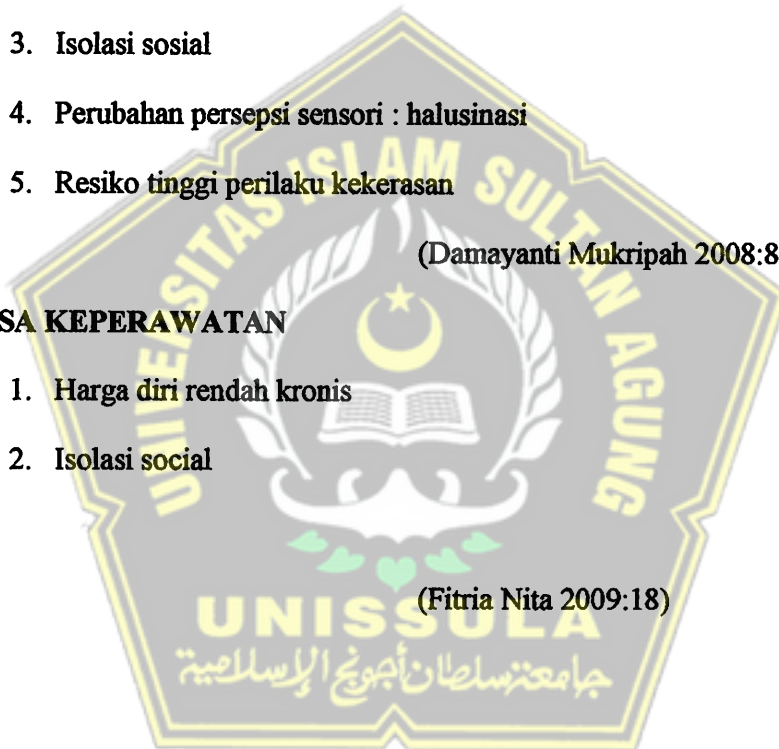 3. Isolasi sosial
4. Perubahan persepsi sensori : halusinasi
5. Resiko tinggi perilaku kekerasan
(Damayanti Mukripah 2008:8
SA KEPERAWATAN
1. Harga diri rendah kronis
2. Isolasi social
(Fitria Nita 2009:18)
UNIVERSITAS ISLAM SULTAN AGUNG
UNISSULA
جامعة سلطان أجونج الإسلامية